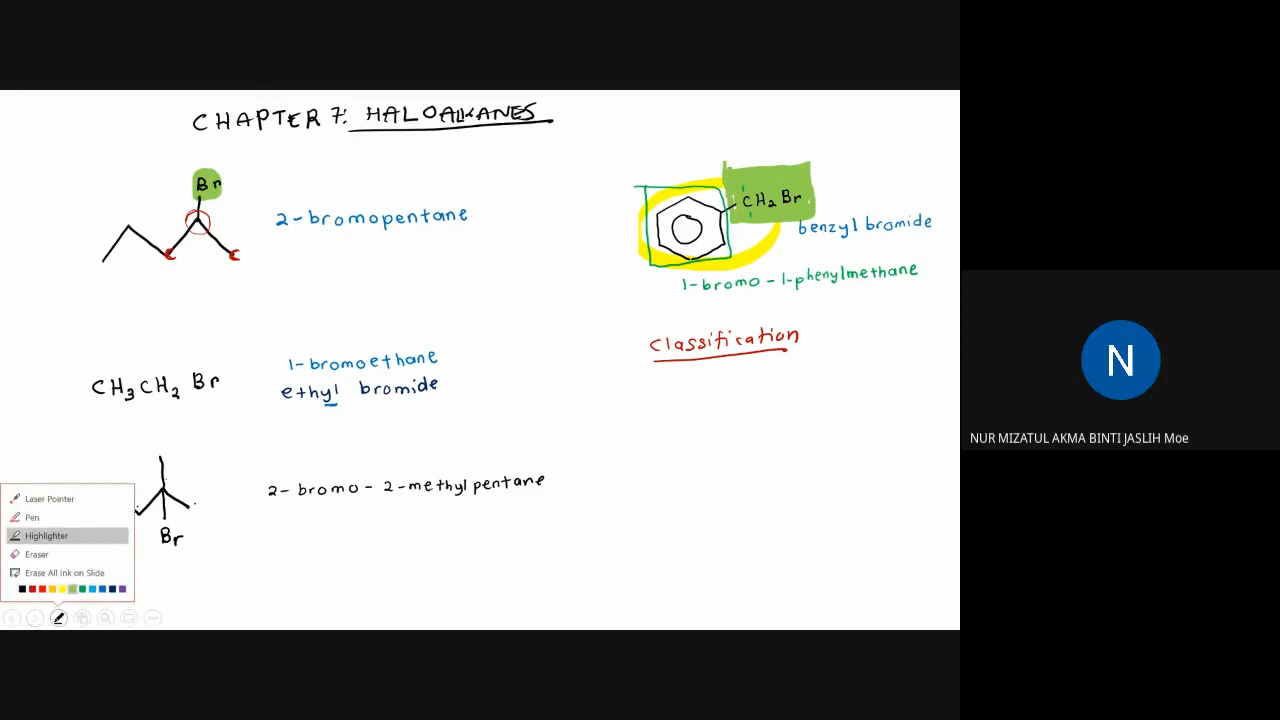 CHAPTER 7: HALOALKANES
Br
2-bromopentane
c
c
CH2Br
benzyl bromide
1-bromo-1-phenylmethane
Classification
CH3CH2 Br
1-bromoethane
ethyl bromide
Br
2-bromo-2-methylpentane
Laser Pointer
Pen
Highlighter
Eraser
Erase All Ink on Slide
N
NUR MIZATUL AKMA BINTI JASLIH Moe